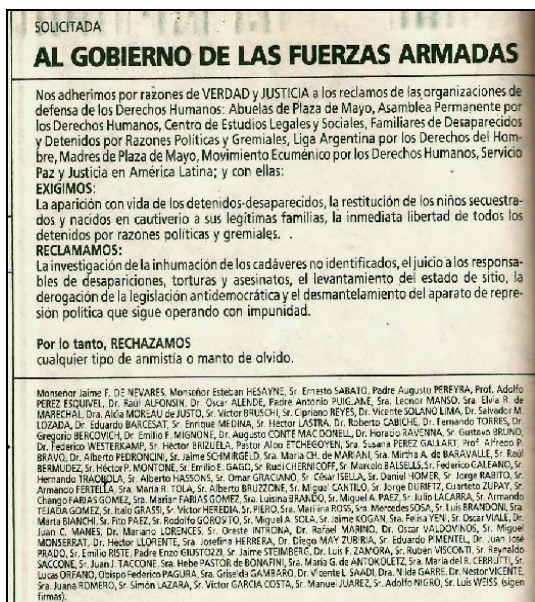 SOLICITADA
AL GOBIERNO DE LAS FUERZAS ARMADAS
Nos adherimos por razones de VERDAD y JUSTICIA a los reclamos de las organizaciones de
defensa de los Derechos Humanos: Abuelas de Plaza de Mayo, Asamblea Permanente por
los Derechos Humanos, Centro de Estudios Legales y Sociales, Familiares de Desaparecidos
y Detenidos por Razones Políticas y Gremiales, Liga Argentina por los Derechos del Hom-
bre, Madres de Plaza de Mayo, Movimiento Ecuménico por los Derechos Humanos, Servicio
Paz y Justicia en América Latina; y con ellas:
EXIGIMOS:
La aparición con vida de los detenidos-desaparecidos, la restitución de los niños secuestra-
dos y nacidos en cautiverio a sus legítimas familias, la inmediata libertad de todos los
detenidos por razones políticas y gremiales.
RECLAMAMOS:
La investigación de la inhumación de los cadáveres no identificados, el juicio a los responsa-
bles de desapariciones, torturas y asesinatos, el levantamiento del estado de sitio, la
derogación de la legislación antidemocrática y el desmantelamiento del aparato de repre-
sión política que sigue operando con impunidad.
Por lo tanto, RECHAZAMOS
cualquier tipo de anmistía o manto de olvido.
Monseñor Jaime F. DE NEVARES, Monseñor Esteban HESAYNE, Sr. Ernesto SABATO, Padre Augusto PEREYRA, Prof. Adolfo
PEREZ ESQUIVEL, Dr. Raúl ALFONSIN, Dr. Oscar ALENDE, Padre Antonio PUIGJANE, Sra. Leonor MANSO, Sra. Elvia R. de
MARECHAL, Dra. Alcia MOREAU de JUSTO, Sr. Victor BRUSCHI, Sr. Cipriano REYES, Dr. Vicente SOLANO LIMA, Dr. Salvador M.
LOZADA, Dr. Eduardo BARCESAT, Sr. Enrique MEDINA, Sr. Hector LASTRA, Dr. Roberto CABICHE, Dr. Fernando TORRES, Dr.
Gregorio BERCOVICH, Dr. Emilio F. MIGNONE, Dr. Augusto CONTE MAC DONELL, Dr. Horacio RAVENNA, Sr. Gustavo BRUNO,
Dr. Federico WESTERKAMP, Sr. Héctor BRIZUELA, Pastor Aldo ETCHEGOYEN, Sra. Susana PEREZ GALLART, Prof. Alfredo P.
BRAVO, Dr. Alberto PEDRONCINI, Sr. Jaime SCHMIRGELD, Sra. María CH. de MARIANI, Sra. Mirtha A. de BARAVALLE, Sr. Raúl
BERMUDEZ, Sr. Héctor P. MONTONE, Sr. Emilio E. GAGO, Sr Rudi CHERNICOFF, Sr. Marcelo BALSELLS, Sr. Federico GALEANO, Sr.
Hernando Sr. Alberto HASSONS, Sr. Omar GRACIANO, Sr. César ISELLA, Sr. Daniel HOMER, Sr. Jorge RABITO, Sr.
Armando FERTELLA, Sra. María R. TOLA, Sr. Alberto BRUZZONE, Sr. Miguel CANTILO, Sr. Jorge DURIETZ, Cuarteto ZUPAY, Sr.
Chango FARIAS GOMEZ, Sra. Marian FARIAS GOMEZ, Sra. Luisina BRANDO, Sr. Miguel A. PAEZ, Sr. Julio LACARRA, Sr. Armando
TEJADA GOMEZ, Sr. Italo GRASSI, Sr. Victor HEREDIA, Sr. PIERO, Sra. Marilina ROSS, Sra. Mercedes SOSA, Sr. Luis BRANDONI, Sra.
Marta BIANCHI, Sr. Fito PAEZ, Sr. Rodolfo GOROSITO, Sr. Miguel A. SOLA, Sr. Jaime KOGAN, Sra. Felisa YENI, Sr. Oscar VIALE, Dr.
Juan C. MANES, Dr. Mariano LORENCES, Sr. Oreste INTRONA, Dr. Rafael MARINO, Dr. Oscar VALDOVINOS, Sr. Miguel
MONSERRAT, Dr. Héctor LLORENTE, Sra. Josefina HERRERA, Dr. Diego MAY ZUBIRIA, Sr. Eduardo PIMENTEL, Dr. Juan José
PRADO, Sr. Emilio RISTE, Padre Enzo GIUSTOZZI, Sr. Jaime STEIMBERG, Dr. Luis F. ZAMORA, Sr. Rubén VISCONTI, Sr. Reynaldo
SACCONE, Sr. Juan J. TACCONE, Sra. Hebe PASTOR de BONAFINI, Sra. María G. de ANTOKOLETZ, Sra. María del R. CERRUTTI, Sr.
Lucas ORFANO, Obispo Federico PAGURA, Sra. Griselda GAMBARO, Dr. Vicente L. SAADI, Dra. Nilda GARRE, Dr. Nestor VICENTE,
Sra. Juana ROMERO, Sr. Simón LAZARA, Sr. Víctor GARCIA COSTA, Sr. Manuel JUAREZ, Sr. Adolfo NIGRO, Sr. Luis WEISS. (sigen
firmas).